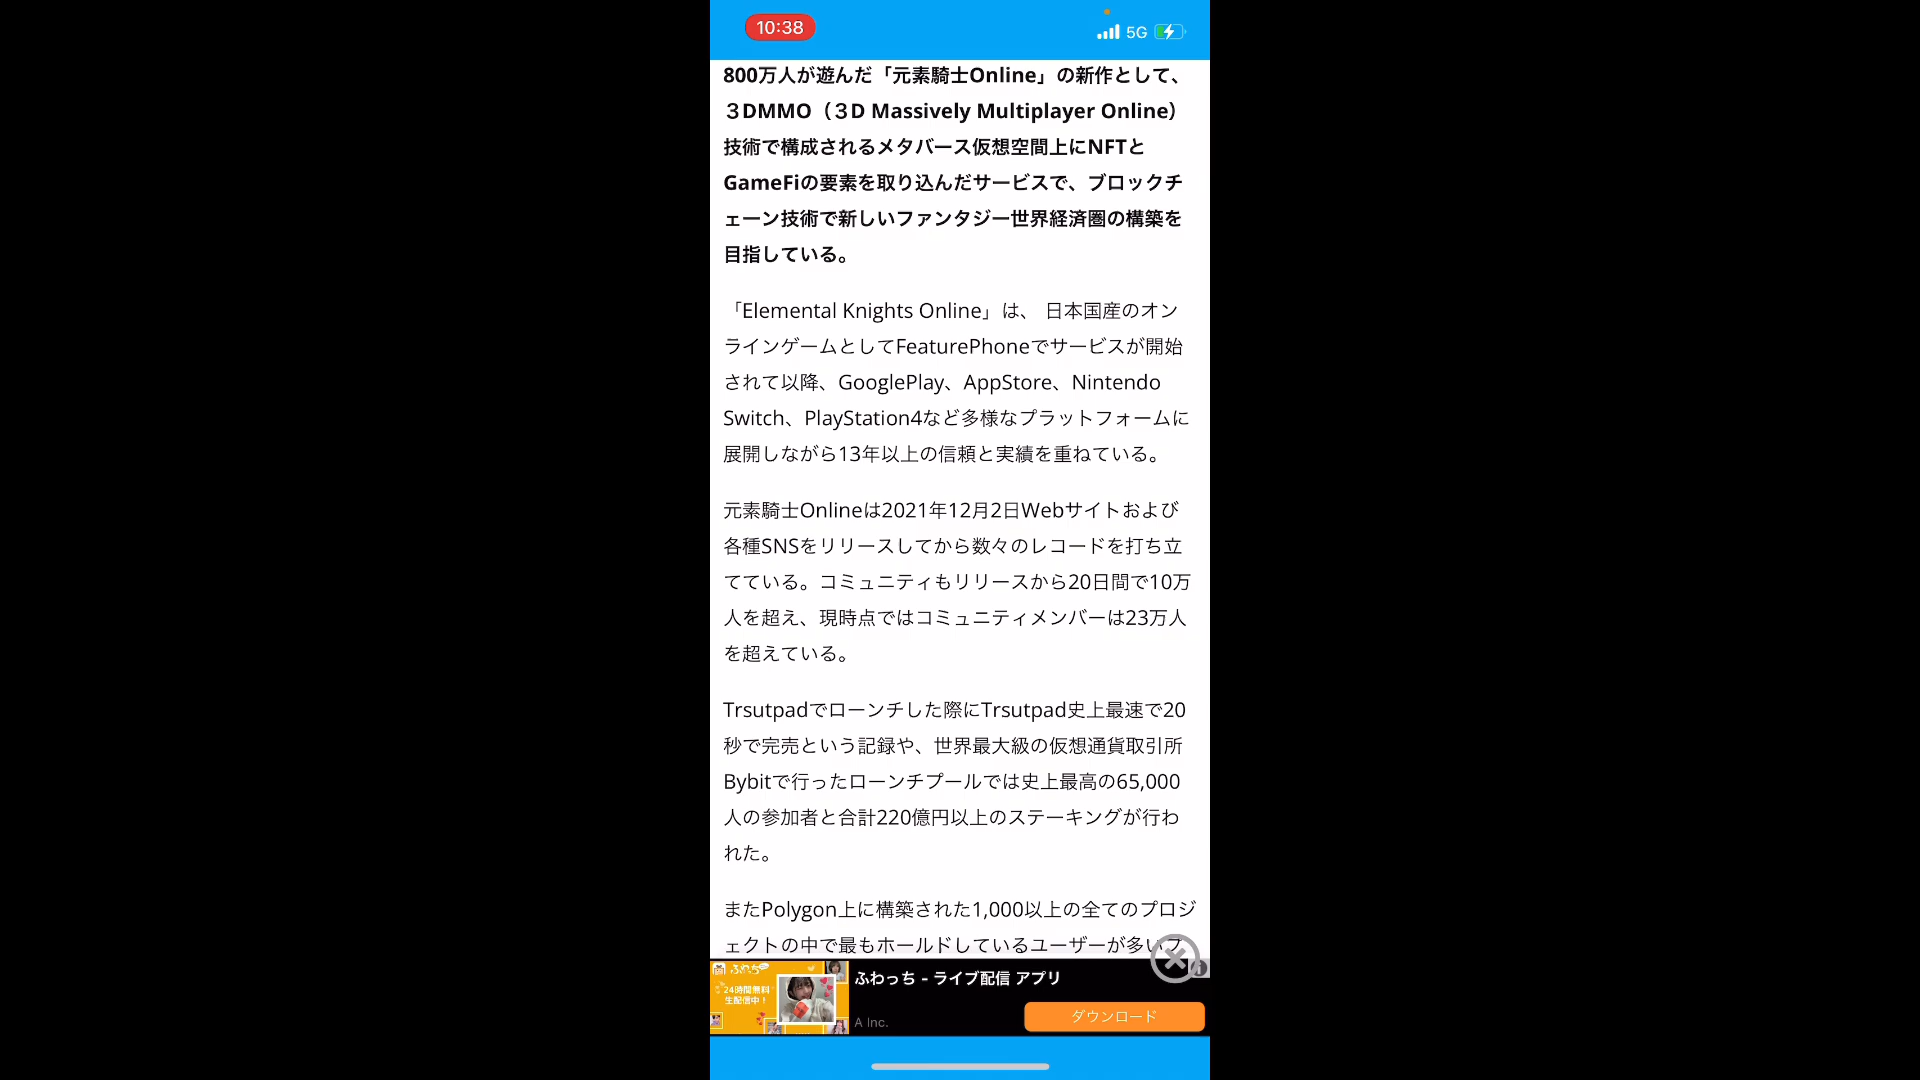 10:38
5G
800万人が遊んだ「元素騎士Online」の新作として、
３DMMO（３D Massively Multiplayer Online）
技術で構成されるメタバース仮想空間上にNFTと
GameFiの要素を取り込んだサービスで、ブロックチ
ェーン技術で新しいファンタジー世界経済圏の構築を
目指している。
「Elemental Knights Online」は、 日本国産のオン
ラインゲームとしてFeaturePhoneでサービスが開始
されて以降、GooglePlay、AppStore、Nintendo
Switch、PlayStation4など多様なプラットフォームに
展開しながら13年以上の信頼と実績を重ねている。
元素騎士Onlineは2021年12月2日Webサイトおよび
各種SNSをリリースしてから数々のレコードを打ち立
てている。コミュニティもリリースから20日間で10万
人を超え、現時点ではコミュニティメンバーは23万人
を超えている。
Trsutpadでローンチした際にTrsutpad史上最速で20
秒で完売という記録や、世界最大級の仮想通貨取引所
Bybitで行ったローンチプールでは史上最高の65,000
人の参加者と合計220億円以上のステーキングが行わ
れた。
またPolygon上に構築された1,000以上の全てのプロジ
ェクトの中で最もホールドしているユーザーが多い
ふわっち
24時間無料
生配信中！
ふわっち - ライブ配信 アプリ
A Inc.
ダウンロード